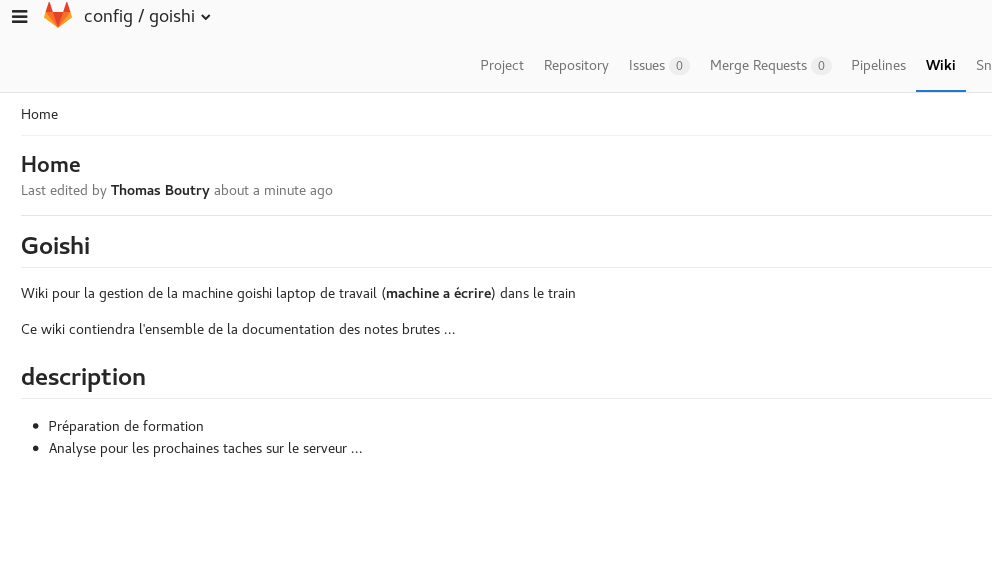 config / goishi
Project Repository Issues 0 Merge Requests 0 Pipelines Wiki Sn
Home
Home
Last edited by Thomas Boutry about a minute ago
Goishi
Wiki pour la gestion de la machine goishi laptop de travail (machine a écrire) dans le train
Ce wiki contiendra l'ensemble de la documentation des notes brutes ...
description
Préparation de formation
Analyse pour les prochaines taches sur le serveur ...